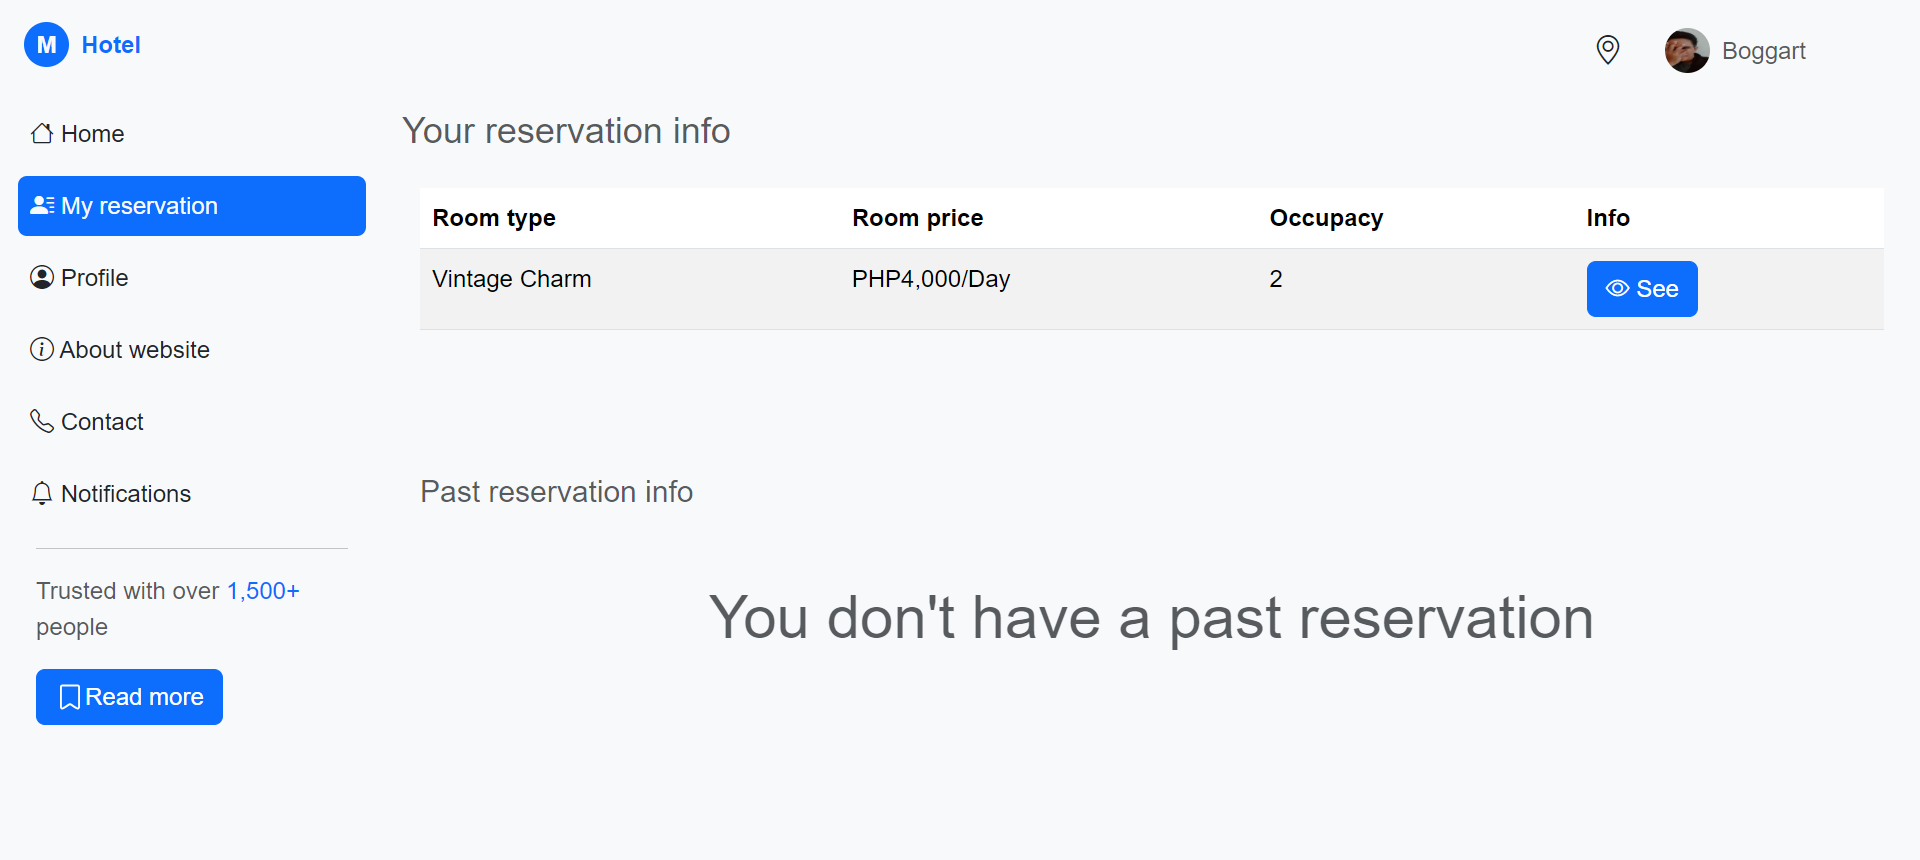 M Hotel
Boggart
Home
My reservation
Profile
About website
Contact
Notifications
Trusted with over 1,500+
people
Read more
Your reservation info
Room type Room price Occupacy Info
Vintage Charm PHP4,000/Day 2 See
Past reservation info
You don't have a past reservation